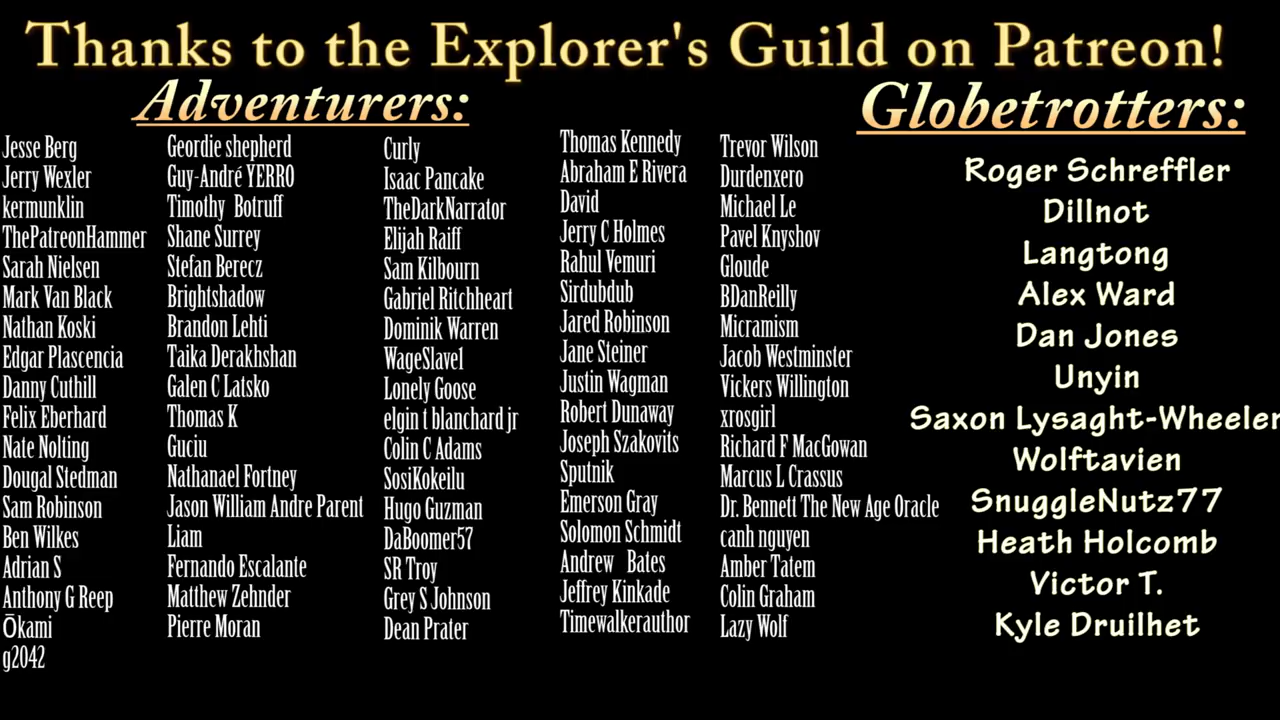 Thanks to the Explorer's Guild on Patreon!
Adventurers:
Jesse Berg
Jerry Wexler
kermunklin
ThePatreonHammer
Sarah Nielsen
Mark Van Black
Nathan Koski
Edgar Plascencia
Danny Cuthill
Felix Eberhard
Nate Nolting
Dougal Stedman
Sam Robinson
Ben Wilkes
Adrian S
Anthony G Reep
Ōkami
g2042
Geordie shepherd
Guy-André YERRO
Timothy Botruff
Shane Surrey
Stefan Berecz
Brightshadow
Brandon Lehti
Taika Derakhshan
Galen C Latsko
Thomas K
Guciu
Nathanael Fortney
Jason William Andre Parent
Liam
Fernando Escalante
Matthew Zehnder
Pierre Moran
Curly
Isaac Pancake
TheDarkNarrator
Elijah Raiff
Sam Kilbourn
Gabriel Ritchheart
Dominik Warren
WageSlave1
Lonely Goose
elgin t blanchard jr
Colin C Adams
SosiKokeilu
Hugo Guzman
DaBoomer57
SR Troy
Grey S Johnson
Dean Prater
Thomas Kennedy
Abraham E Rivera
David
Jerry C Holmes
Rahul Vemuri
Sirdubdub
Jared Robinson
Jane Steiner
Justin Wagman
Robert Dunaway
Joseph Szakovits
Sputnik
Emerson Gray
Solomon Schmidt
Andrew Bates
Jeffrey Kinkade
Timewalkerauthor
Trevor Wilson
Durdenxero
Michael Le
Pavel Knyshov
Gloude
BDanReilly
Micramism
Jacob Westminster
Vickers Willington
xrosgirl
Richard F MacGowan
Marcus L Crassus
Dr. Bennett The New Age Oracle
canh nguyen
Amber Tatem
Colin Graham
Lazy Wolf
Globetrotters:
Roger Schreffler
Dillnot
Langtong
Alex Ward
Dan Jones
Unyin
Saxon Lysaght-Wheeler
Wolftavien
SnuggleNutz77
Heath Holcomb
Victor T.
Kyle Druilhet